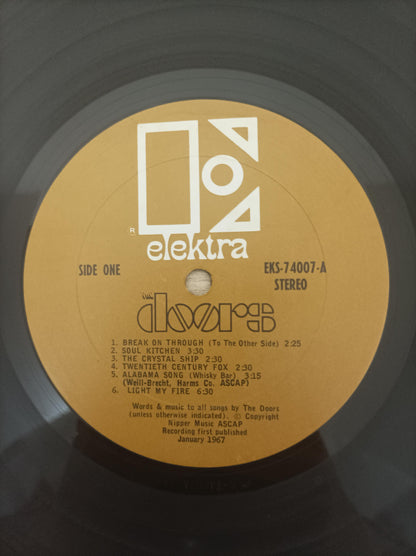 ®
elektra
SIDE ONE
EKS-74007-A
STEREO
the
doors
1. BREAK ON THROUGH (To The Other Side) 2:25
2. SOUL KITCHEN 3:30
3. THE CRYSTAL SHIP 2:30
4. TWENTIETH CENTURY FOX 2:30
5. ALABAMA SONG (Whisky Bar) 3:15
(Weill-Brecht, Harms Co. ASCAP)
6. LIGHT MY FIRE 6:30
Words & music to all songs by The Doors
(unless otherwise indicated). © Copyright
Nipper Music ASCAP
Recording first published
January 1967